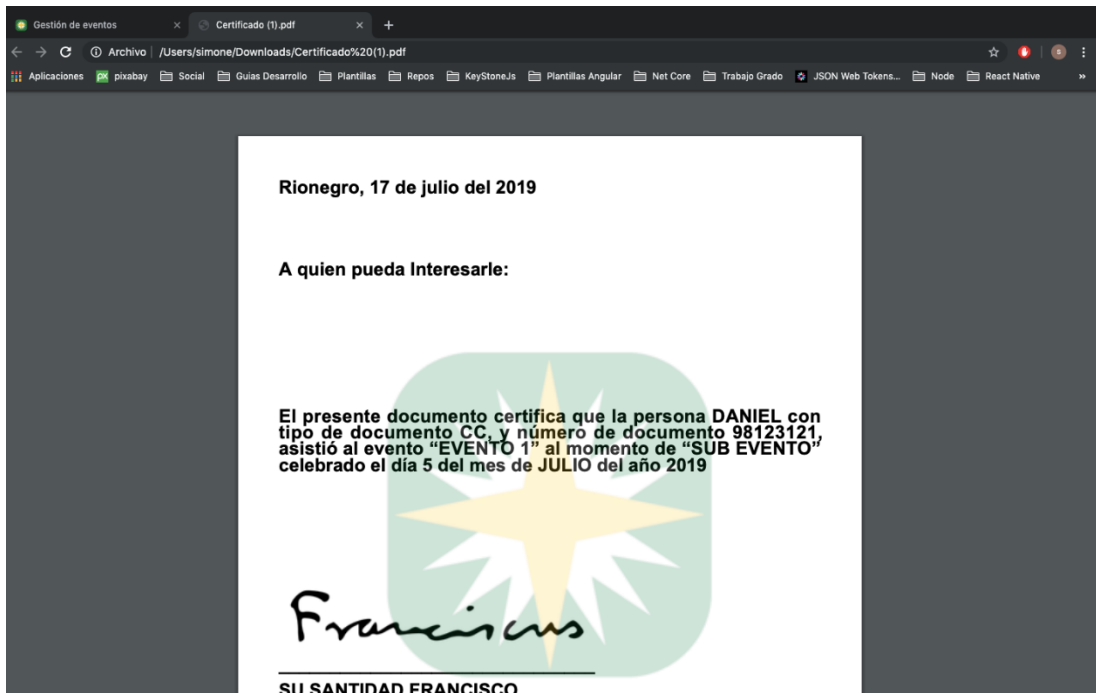 Gestión de eventos
Certificado (1).pdf
Archivo /Users/simone/Downloads/Certificado%20(1).pdf
Aplicaciones px pixabay Social Guias Desarrollo Plantillas Repos KeyStoneJs Plantillas Angular Net Core Trabajo Grado JSON Web Tokens... Node React Native »
Rionegro, 17 de julio del 2019
A quien pueda Interesarle:
El presente documento certifica que la persona DANIEL con
tipo de documento CC, y número de documento 98123121,
asistió al evento “EVENTO 1” al momento de “SUB EVENTO”
celebrado el día 5 del mes de JULIO del año 2019
Franciscus
SU SANTIDAD FRANCISCO